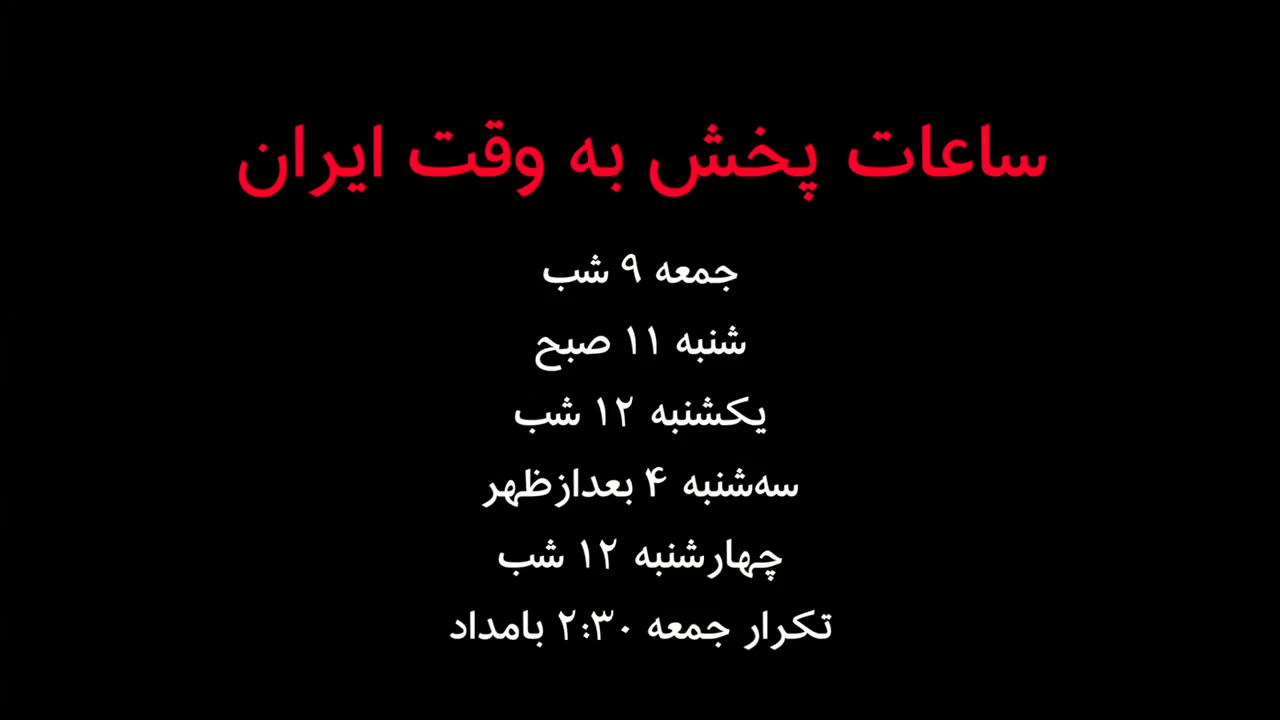 ساعات پخش به وقت ایران
جمعه ۹ شب
شنبه ۱۱ صبح
یکشنبه ۱۲ شب
سه‌شنبه ۴ بعدازظهر
چهارشنبه ۱۲ شب
تکرار جمعه ۲:۳۰ بامداد